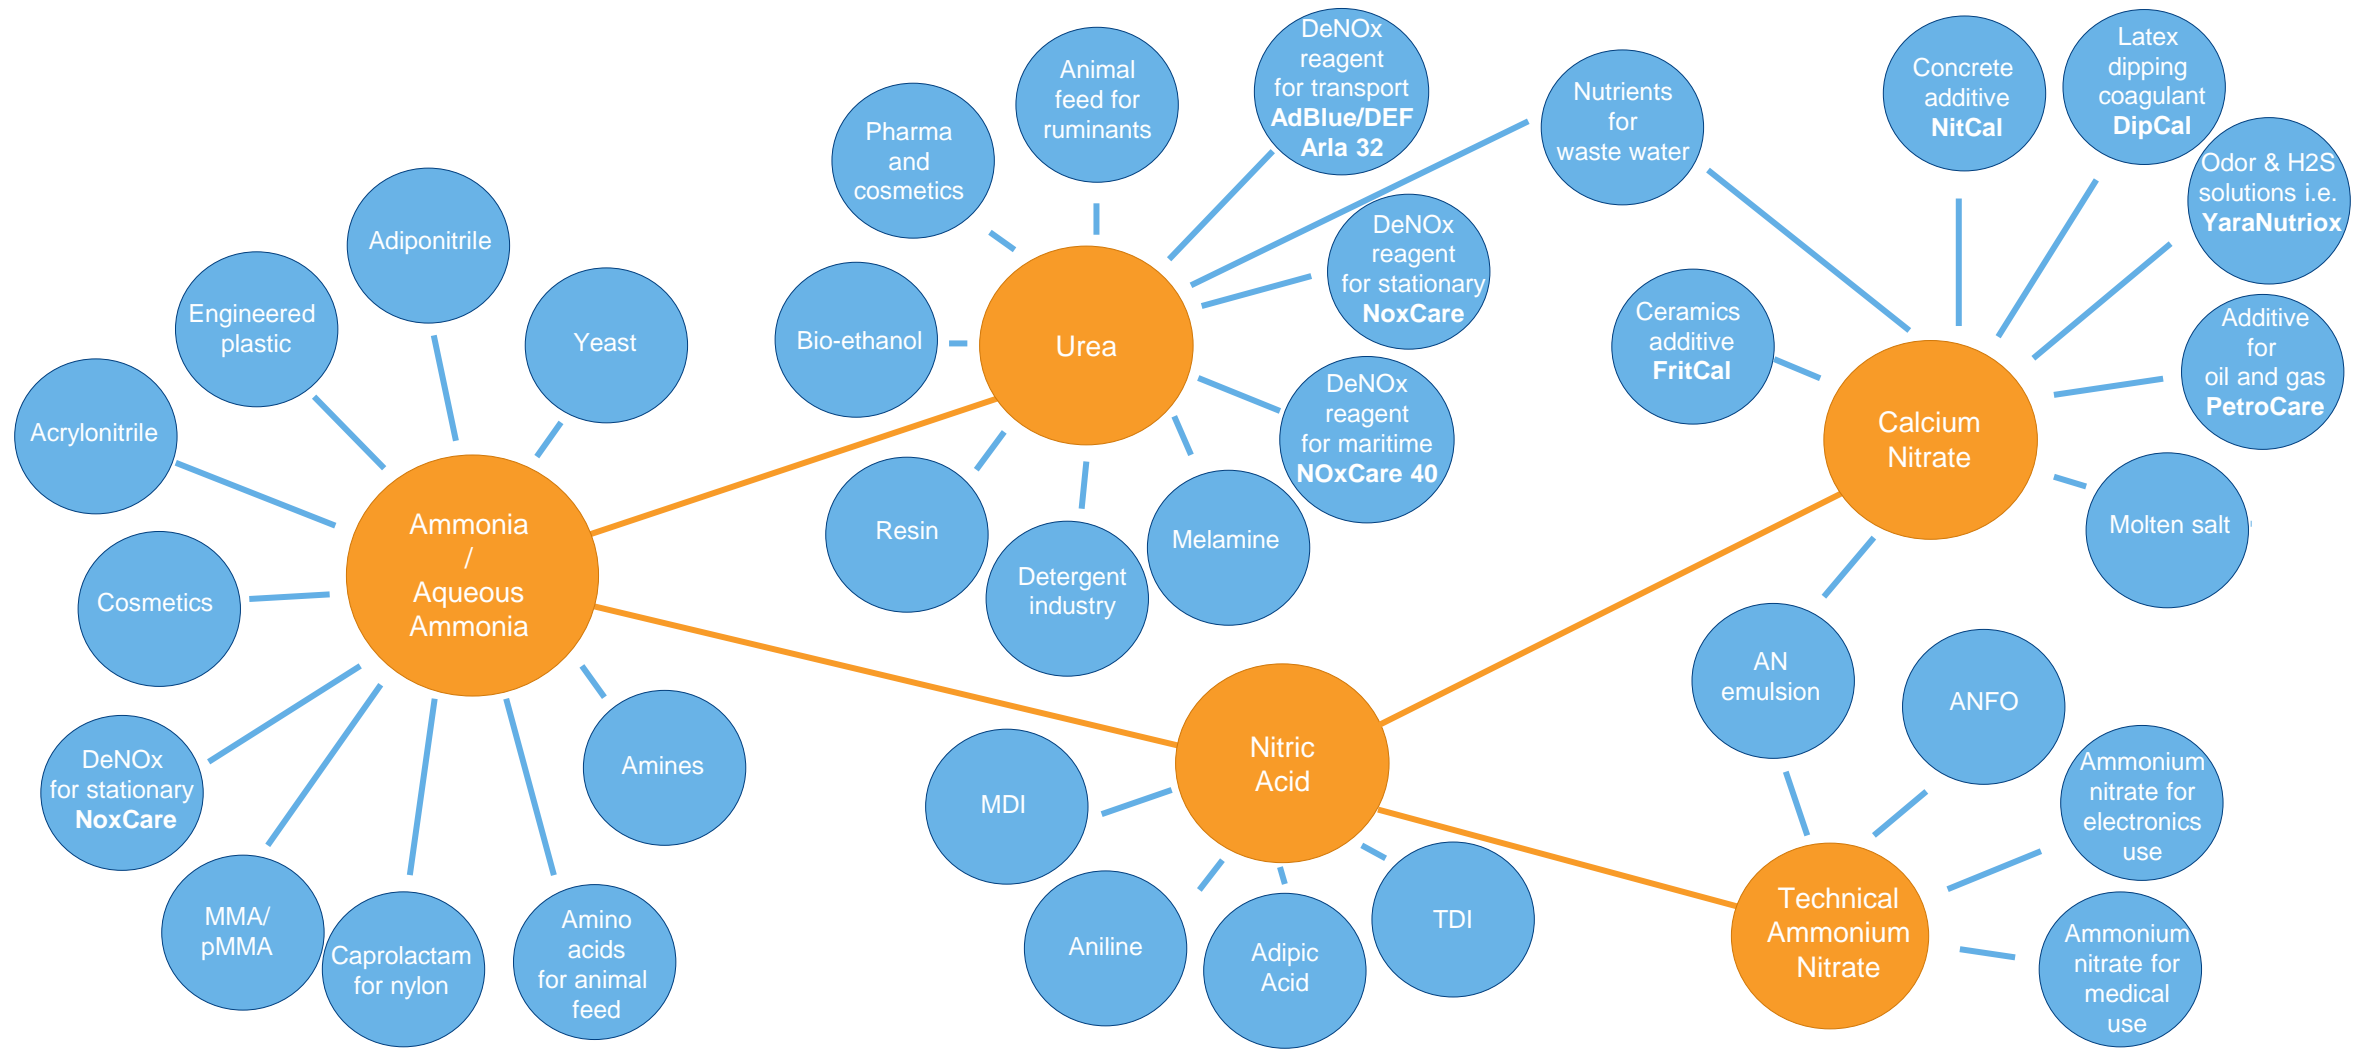 DeNOx
reagent
for transport
AdBlue/DEF
Arla 32
Animal
feed for
ruminants
Nutrients
for
waste water
Concrete
additive
NitCal
Latex
dipping
coagulant
DipCal
Pharma
and
cosmetics
Odor & H2S
solutions i.e.
YaraNutriox
Adiponitrile
DeNOx
reagent
for stationary
NoxCare
Engineered
plastic
Yeast
Bio-ethanol
Urea
Ceramics
additive
FritCal
Additive
for
oil and gas
PetroCare
Acrylonitrile
DeNOx
reagent
for maritime
NOxCare 40
Calcium
Nitrate
Ammonia
/
Aqueous
Ammonia
Resin
Melamine
Molten salt
Detergent
industry
Cosmetics
AN
emulsion
ANFO
DeNOx
for stationary
NoxCare
Amines
Nitric
Acid
MDI
Ammonium
nitrate for
electronics
use
MMA/
pMMA
Caprolactam
for nylon
Amino
acids
for animal
feed
Aniline
Adipic
Acid
TDI
Technical
Ammonium
Nitrate
Ammonium
nitrate for
medical
use